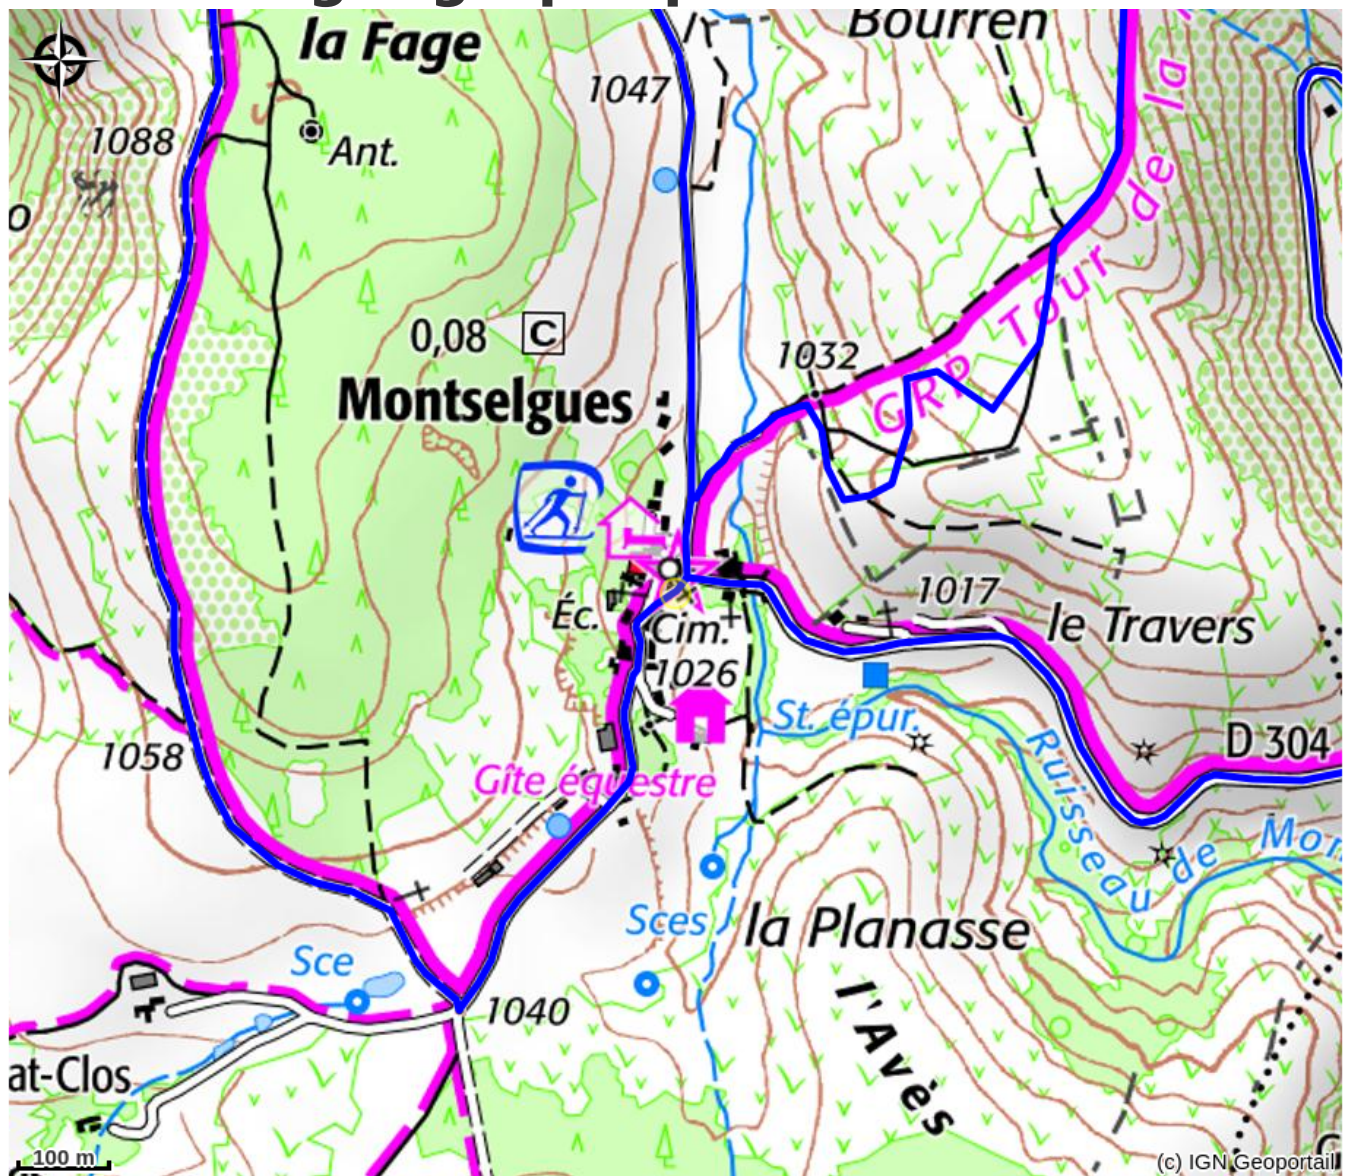 la Fage
Bourren
1047
1088
Ant.
GRP Tour de la
0,08 C
1032
Montselgues
Éc.
Cim.
1026
1017
le Travers
St. épur.
D 304
Gîte équestre
Ruisseau de Mon
Sces
la Planasse
1058
Sce
1040
l'Avès
at-Clos
100 m
(c) IGN Geoportail